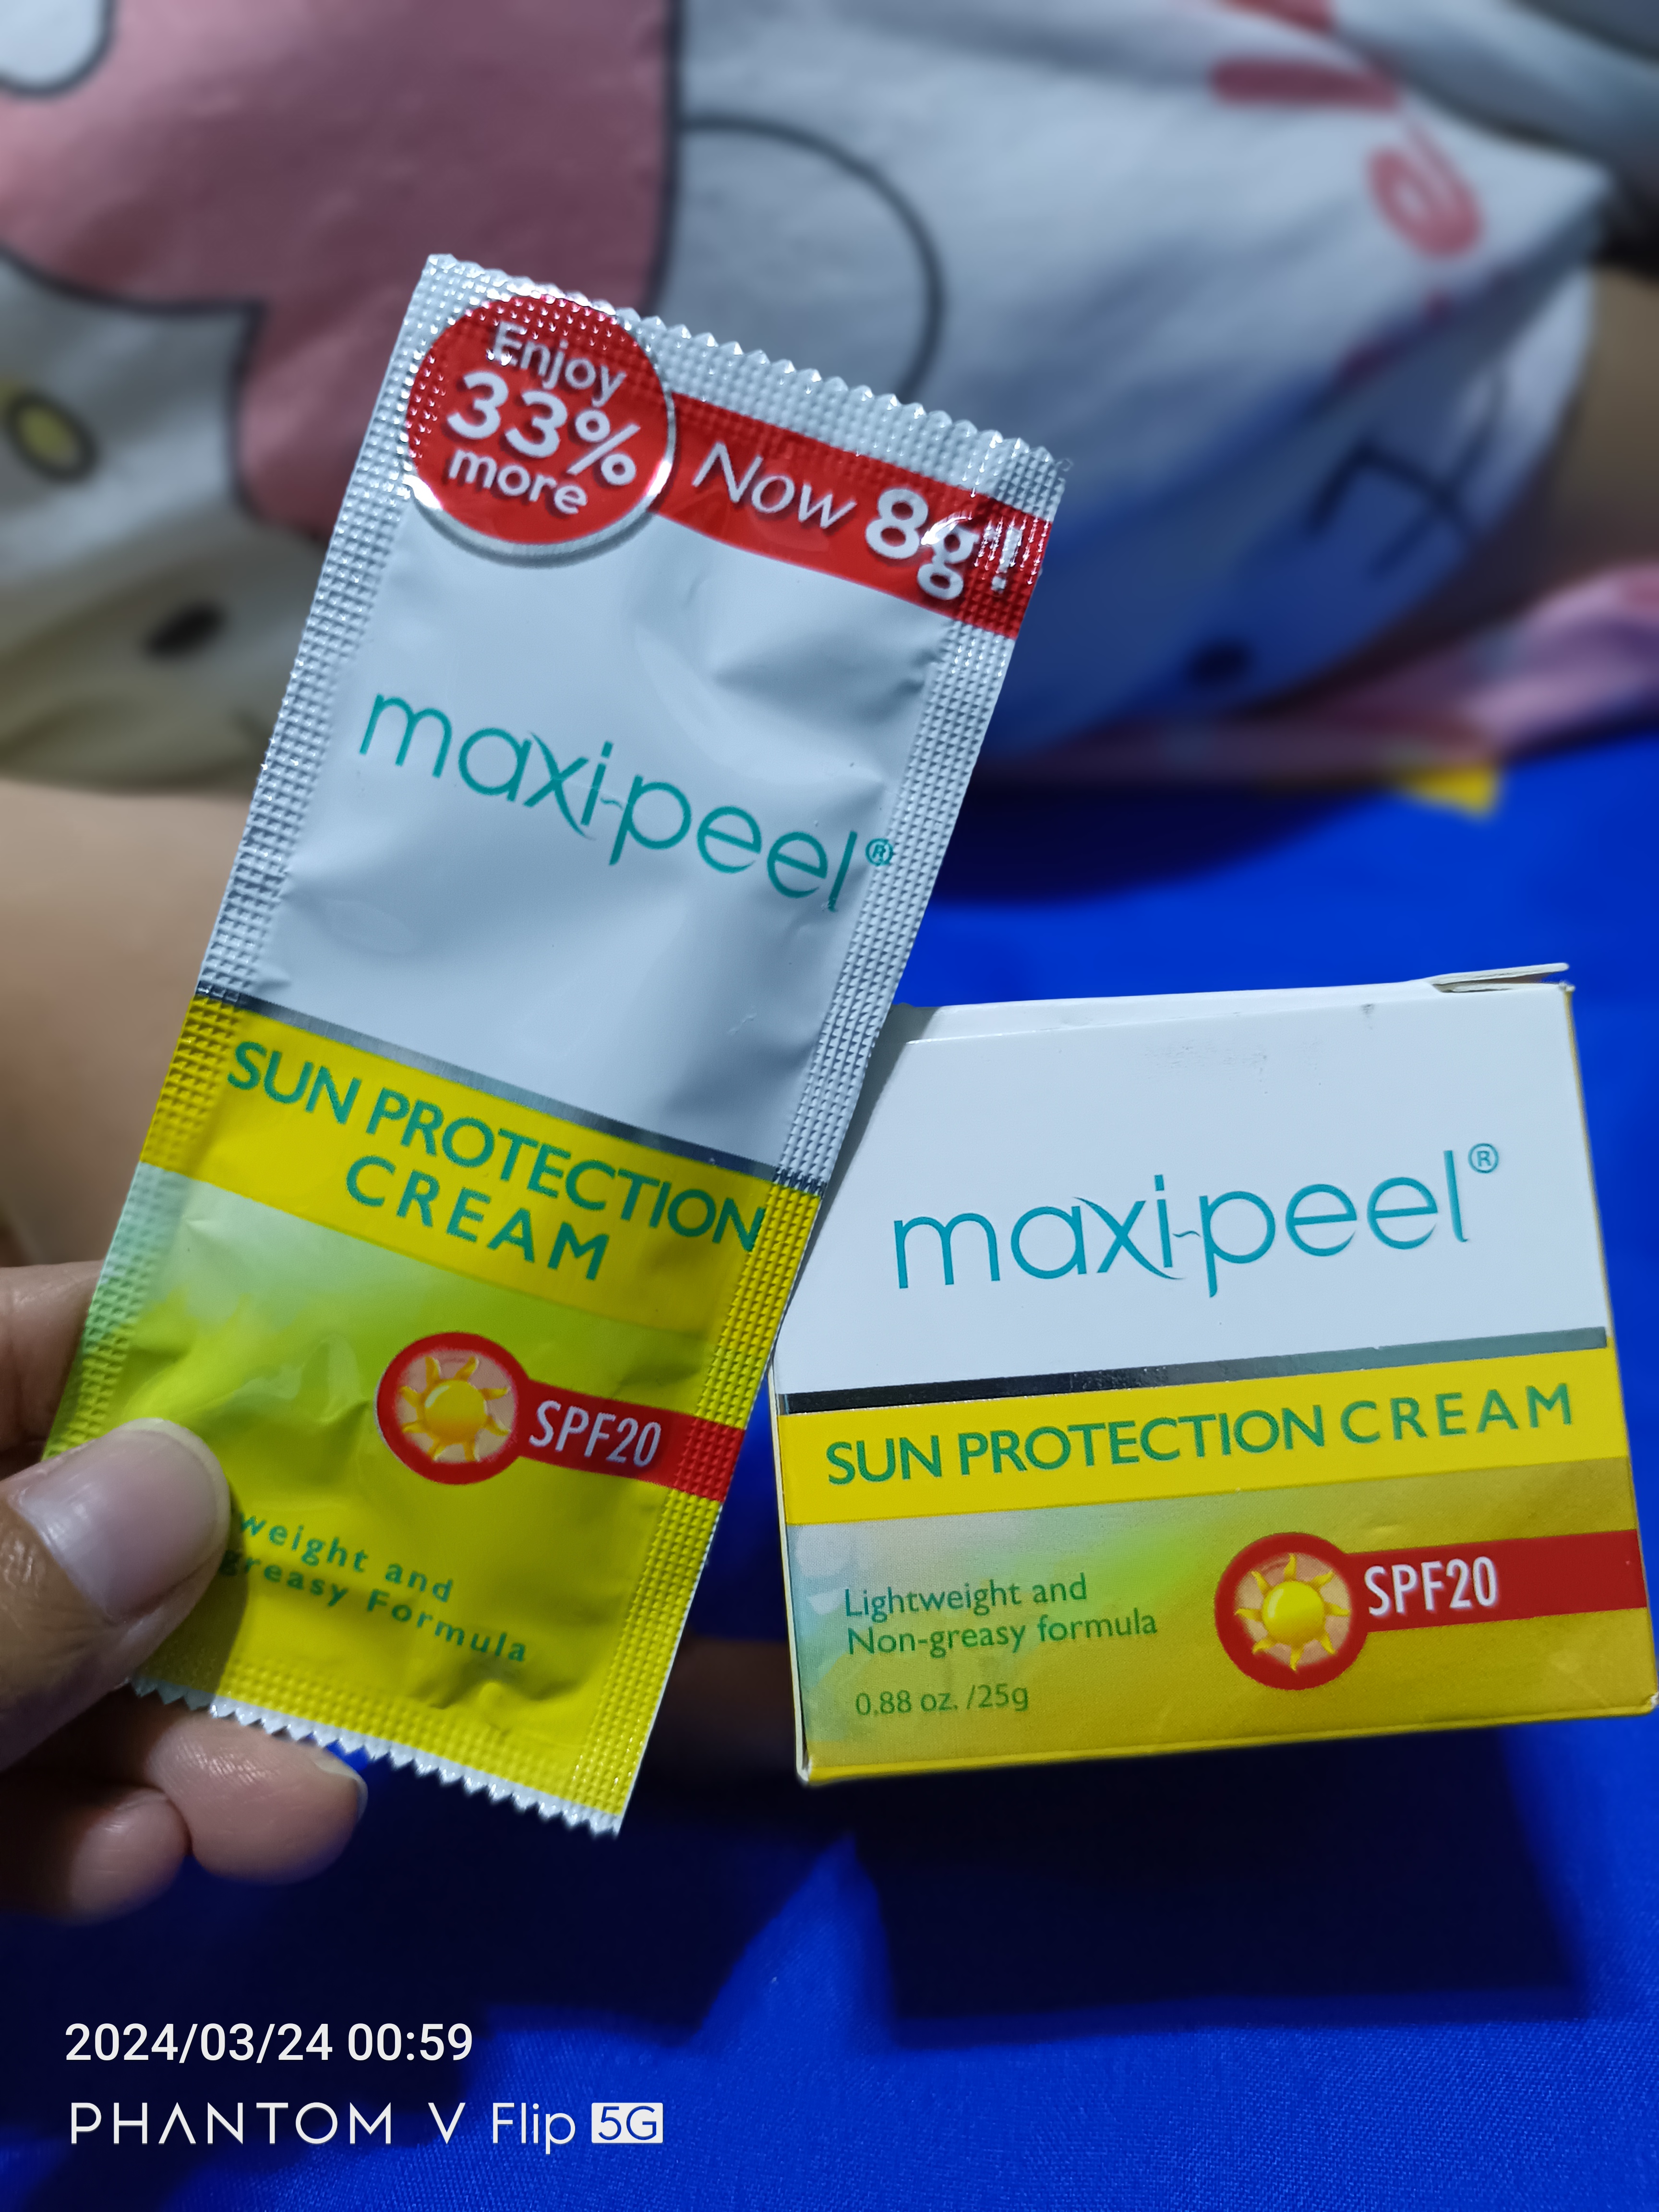 Enjoy
33%
more
Now 8g!
maxi-peel®
SUN PROTECTION
CREAM
SPF20
weight and
greasy Formula
maxi-peel®
SUN PROTECTION CREAM
Lightweight and
Non-greasy formula
SPF20
0.88 oz. /25g
2024/03/24 00:59
PHANTOM V Flip 5G